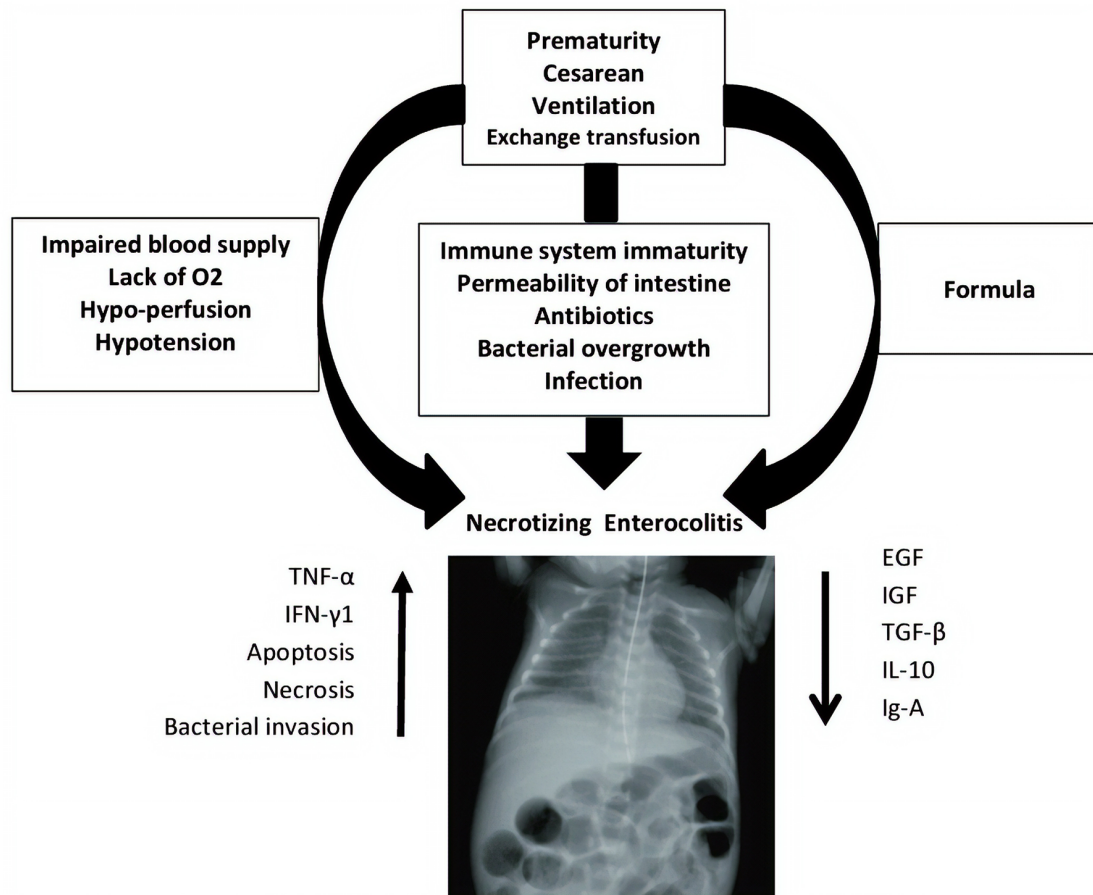 Prematurity
Cesarean
Ventilation
Exchange transfusion
Impaired blood supply
Lack of O2
Hypo-perfusion
Hypotension
Immune system immaturity
Permeability of intestine
Antibiotics
Bacterial overgrowth
Infection
Formula
Necrotizing Enterocolitis
TNF-α
IFN-γ1
Apoptosis
Necrosis
Bacterial invasion
EGF
IGF
TGF-β
IL-10
Ig-A